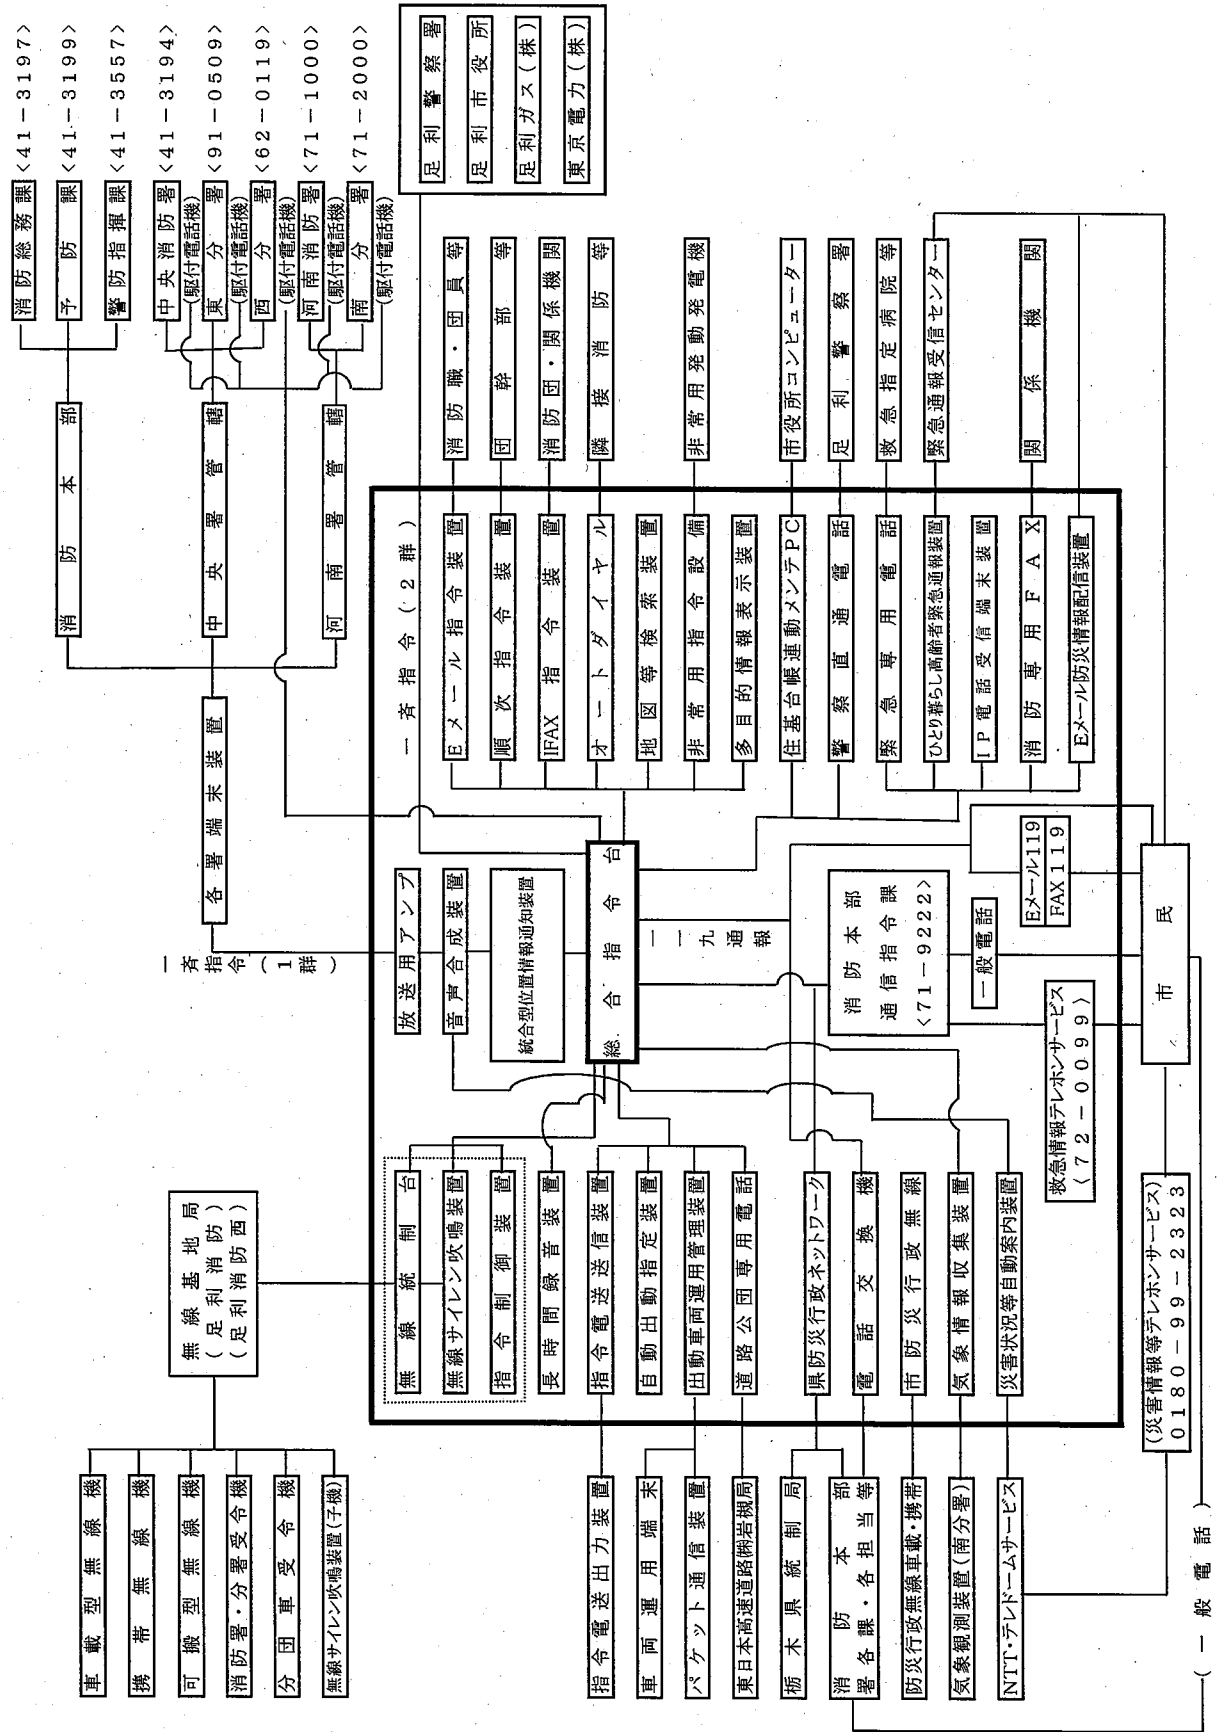 車載型無線機
携帯無線機
可搬型無線機
消防署・分署受令機
分団車受令機
無線サイレン吹鳴装置(子機)
無線基地局
(足利消防)
(足利消防西)
一斉指令(1群)
各署端末装置
消防本部
中央署管轄
河南署管轄
消防総務課 <41-3197>
予防課 <41-3199>
警防指揮課 <41-3557>
中央消防署 <41-3194>
(駆付電話機)
東分署 <91-0509>
(駆付電話機)
西分署 <62-0119>
(駆付電話機)
河南消防署 <71-1000>
(駆付電話機)
南分署 <71-2000>
(駆付電話機)
足利警察署
足利市役所
足利ガス(株)
東京電力(株)
一斉指令(2群)
無線統制台
無線サイレン吹鳴装置
指令制御装置
長時間録音装置
指令電送送信装置
自動出動指定装置
出動車両運用管理装置
道路公団専用電話
県防災行政ネットワーク
電話交換機
市防災行政無線
気象情報収集装置
災害状況等自動案内装置
指令電送出力装置
車両運用端末
パケット通信装置
東日本高速道路㈱岩槻局
栃木県統制局
消防本部
署各課・各担当等
防災行政無線車載・携帯
気象観測装置(南分署)
NTT・テレドームサービス
放送用アンプ
音声合成装置
統合型位置情報通知装置
総合指令台
一一九通報
消防本部
通信指令課
<71-9222>
一般電話
Eメール119
FAX119
救急情報テレホンサービス
(72-0099)
Eメール指令装置
順次指令装置
IFAX指令装置
オートダイヤル
地図等検索装置
非常用指令設備
多目的情報表示装置
住基台帳連動メンテPC
警察直通電話
緊急専用電話
ひとり暮らし高齢者緊急通報装置
IP電話受信端末装置
消防専用FAX
Eメール防災情報配信装置
消防職・団員等
団幹部等
消防団・関係機関
隣接消防等
非常用発動発電機
市役所コンピューター
足利警察署
救急指定病院等
緊急通報受信センター
関係機関
市民
(災害情報等テレホンサービス)
0180-99-2323
(一般電話)